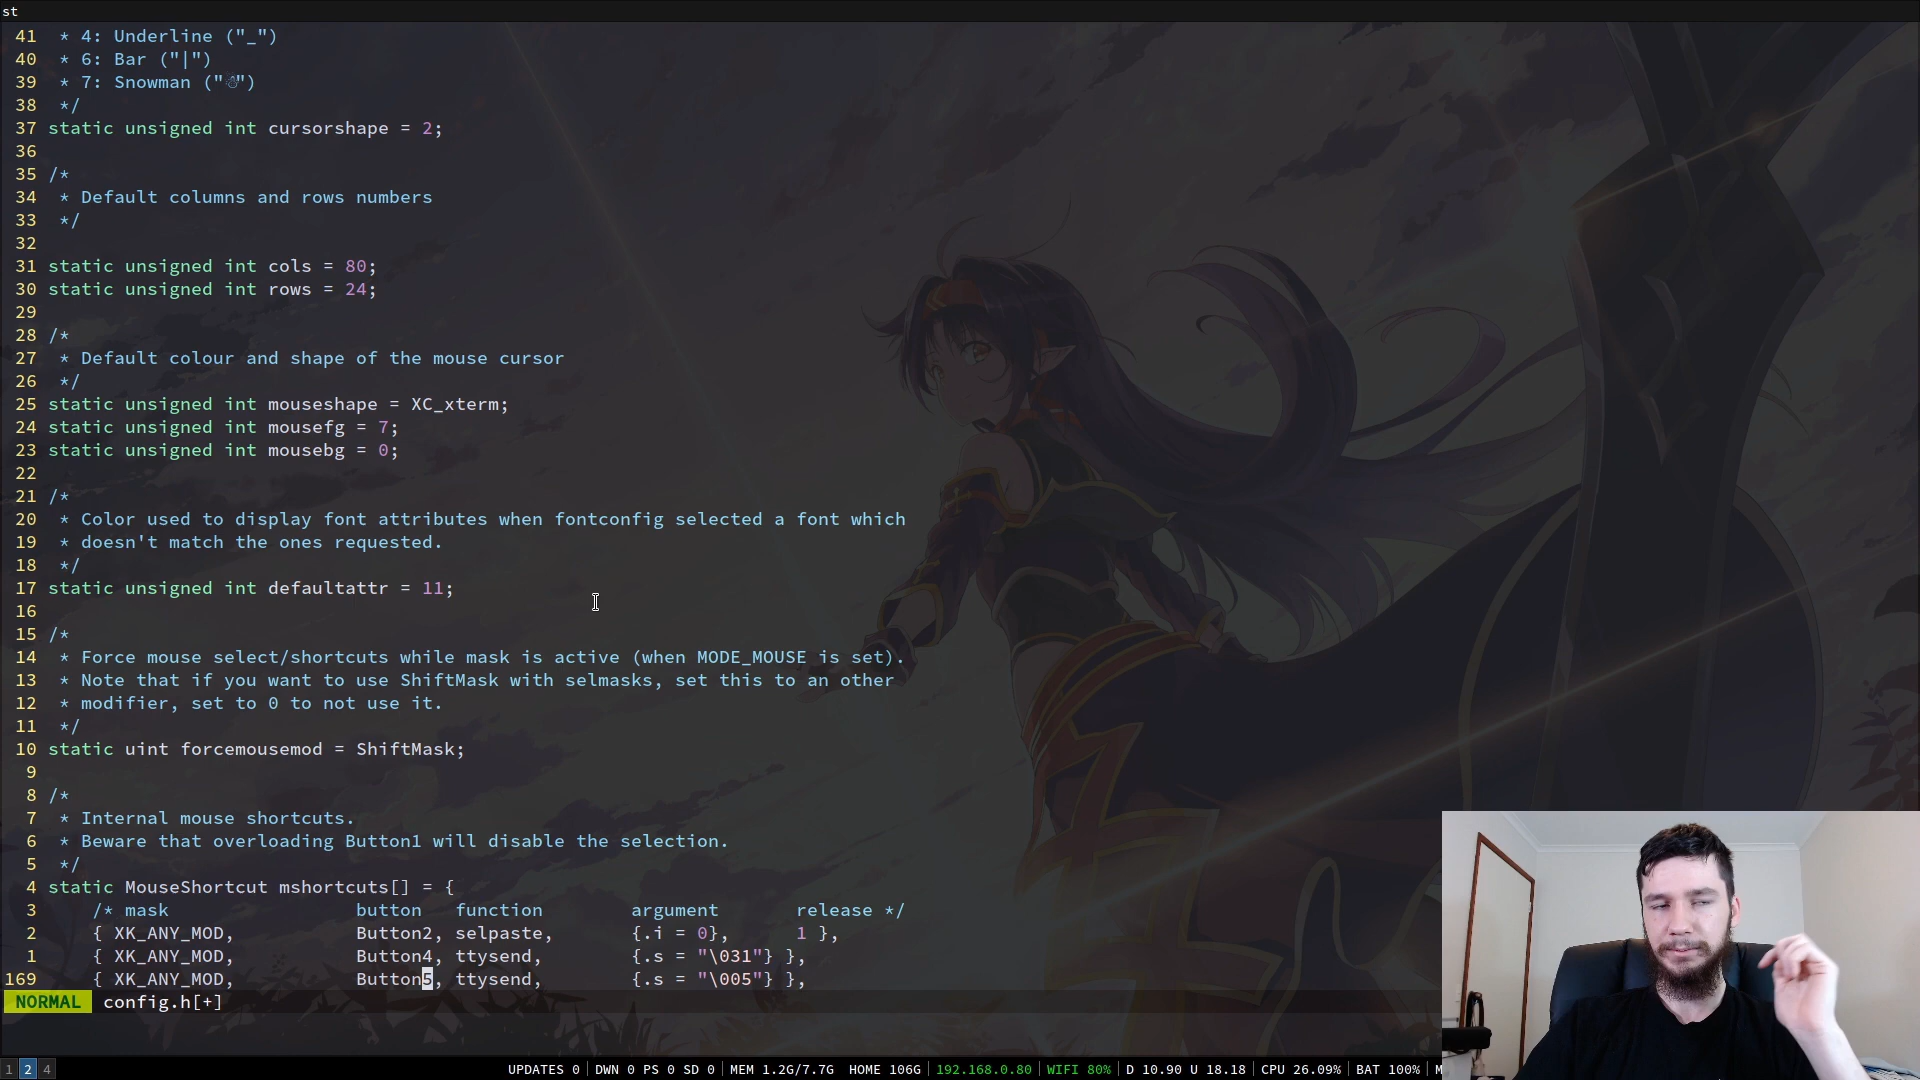 st
41  * 4: Underline ("_")
40  * 6: Bar ("|")
39  * 7: Snowman ("☃")
38  */
37 static unsigned int cursorshape = 2;
36
35 /*
34  * Default columns and rows numbers
33  */
32
31 static unsigned int cols = 80;
30 static unsigned int rows = 24;
29
28 /*
27  * Default colour and shape of the mouse cursor
26  */
25 static unsigned int mouseshape = XC_xterm;
24 static unsigned int mousefg = 7;
23 static unsigned int mousebg = 0;
22
21 /*
20  * Color used to display font attributes when fontconfig selected a font which
19  * doesn't match the ones requested.
18  */
17 static unsigned int defaultattr = 11;
16
15 /*
14  * Force mouse select/shortcuts while mask is active (when MODE_MOUSE is set).
13  * Note that if you want to use ShiftMask with selmasks, set this to an other
12  * modifier, set to 0 to not use it.
11  */
10 static uint forcemousemod = ShiftMask;
9
8 /*
7  * Internal mouse shortcuts.
6  * Beware that overloading Button1 will disable the selection.
5  */
4 static MouseShortcut mshortcuts[] = {
3     /* mask                 button   function        argument       release */
2     { XK_ANY_MOD,           Button2, selpaste,       {.i = 0},      1 },
1     { XK_ANY_MOD,           Button4, ttysend,        {.s = "\031"} },
169     { XK_ANY_MOD,           Button5, ttysend,        {.s = "\005"} },
NORMAL config.h[+]
1 2 4 UPDATES 0 | DWN 0 PS 0 SD 0 | MEM 1.2G/7.7G HOME 106G | 192.168.0.80 | WIFI 80% | D 10.90 U 18.18 | CPU 26.09% | BAT 100% | M